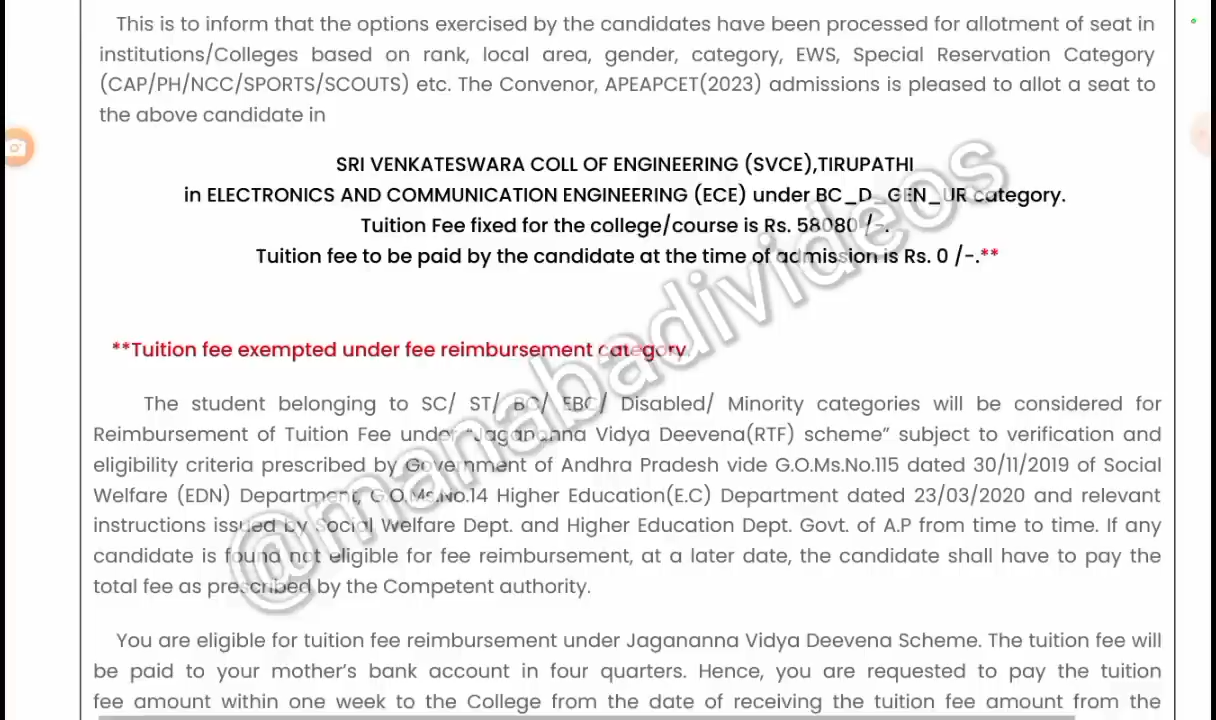 This is to inform that the options exercised by the candidates have been processed for allotment of seat in
institutions/Colleges based on rank, local area, gender, category, EWS, Special Reservation Category
(CAP/PH/NCC/SPORTS/SCOUTS) etc. The Convenor, APEAPCET(2023) admissions is pleased to allot a seat to
the above candidate in
SRI VENKATESWARA COLL OF ENGINEERING (SVCE),TIRUPATHI
in ELECTRONICS AND COMMUNICATION ENGINEERING (ECE) under BC_D_GEN_UR category.
Tuition Fee fixed for the college/course is Rs. 58080 /-.
Tuition fee to be paid by the candidate at the time of admission is Rs. 0 /-.**
**Tuition fee exempted under fee reimbursement category.
The student belonging to SC/ ST/ BC/ EBC/ Disabled/ Minority categories will be considered for
Reimbursement of Tuition Fee under "Jagananna Vidya Deevena(RTF) scheme" subject to verification and
eligibility criteria prescribed by Government of Andhra Pradesh vide G.O.Ms.No.115 dated 30/11/2019 of Social
Welfare (EDN) Department, G.O.Ms.No.14 Higher Education(E.C) Department dated 23/03/2020 and relevant
instructions issued by Social Welfare Dept. and Higher Education Dept. Govt. of A.P from time to time. If any
candidate is found not eligible for fee reimbursement, at a later date, the candidate shall have to pay the
total fee as prescribed by the Competent authority.
You are eligible for tuition fee reimbursement under Jagananna Vidya Deevena Scheme. The tuition fee will
be paid to your mother's bank account in four quarters. Hence, you are requested to pay the tuition
fee amount within one week to the College from the date of receiving the tuition fee amount from the
@manabadivideos